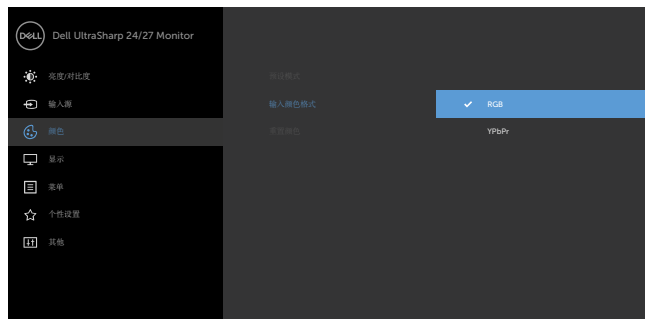 DELL
Dell UltraSharp 24/27 Monitor
亮度/对比度
输入源
颜色
显示
菜单
个性设置
其他
预设模式
输入颜色格式
重置颜色
RGB
YPbPr